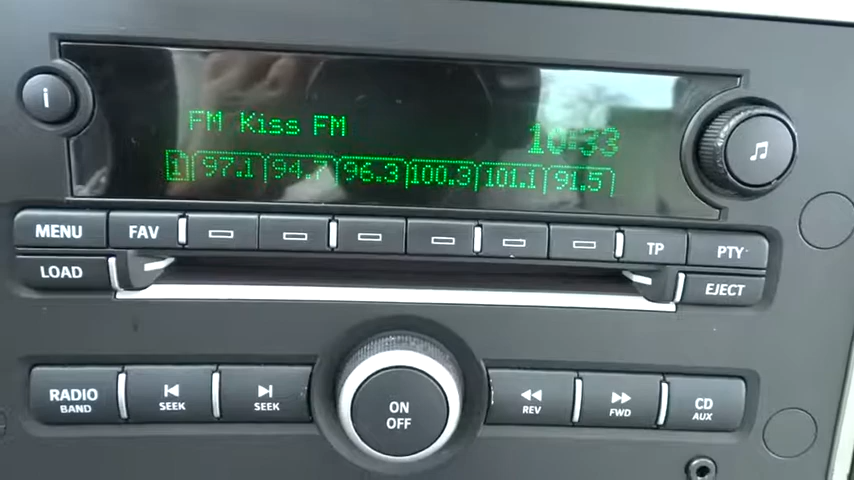 i
FM Kiss FM 10:33
1 97.1 94.7 96.3 100.3 101.1 91.5
MENU FAV TP PTY
LOAD EJECT
RADIO BAND SEEK SEEK ON OFF REV FWD CD AUX